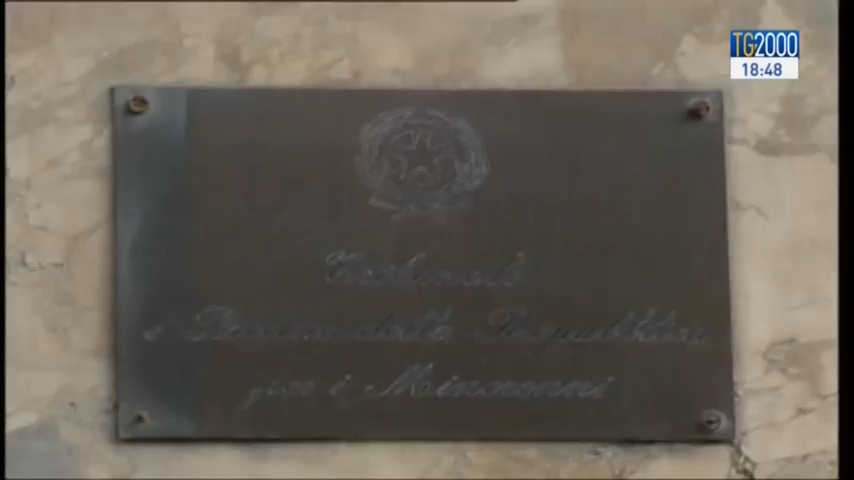 TG2000
18:48
Tribunale
e Procura della Repubblica
per i Minorenni